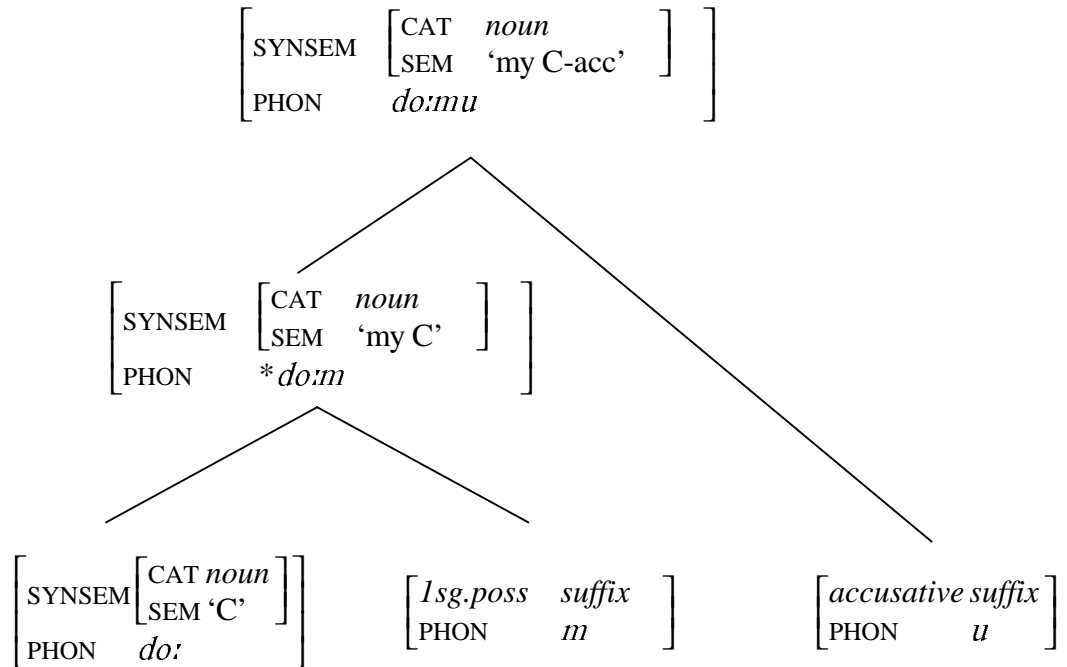 SYNSEM CAT noun
SEM ‘my C-acc’
PHON do:mu
SYNSEM CAT noun
SEM ‘my C’
PHON *do:m
SYNSEM CAT noun
SEM ‘C’
PHON do:
1sg.poss suffix
PHON m
accusative suffix
PHON u